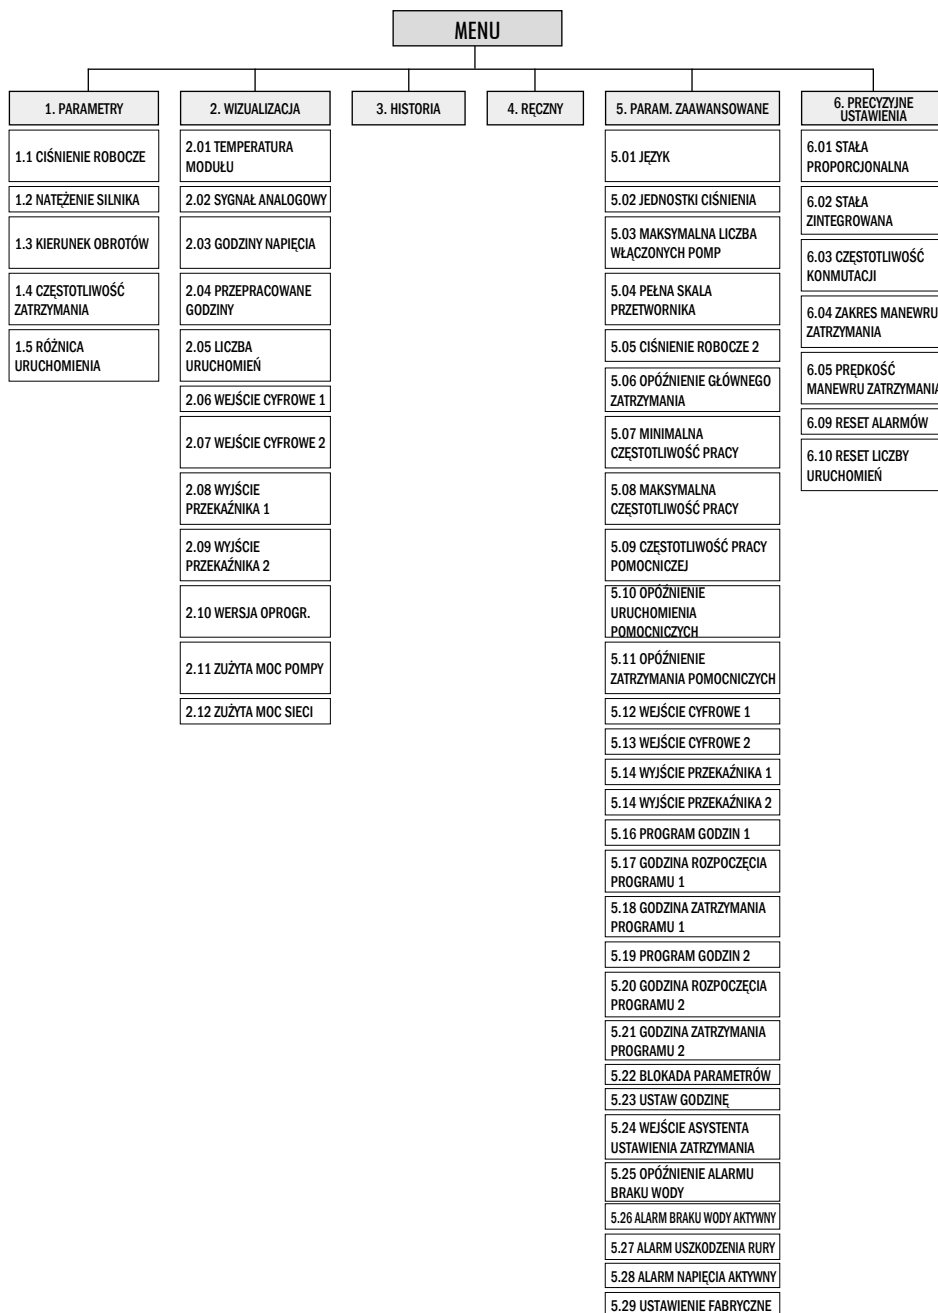 MENU
1. PARAMETRY
1.1 CIŚNIENIE ROBOCZE
1.2 NATĘŻENIE SILNIKA
1.3 KIERUNEK OBROTÓW
1.4 CZĘSTOTLIWOŚĆ
ZATRZYMANIA
1.5 RÓŻNICA
URUCHOMIENIA
2. WIZUALIZACJA
2.01 TEMPERATURA
MODUŁU
2.02 SYGNAŁ ANALOGOWY
2.03 GODZINY NAPIĘCIA
2.04 PRZEPRACOWANE
GODZINY
2.05 LICZBA
URUCHOMIEŃ
2.06 WEJŚCIE CYFROWE 1
2.07 WEJŚCIE CYFROWE 2
2.08 WYJŚCIE
PRZEKAŹNIKA 1
2.09 WYJŚCIE
PRZEKAŹNIKA 2
2.10 WERSJA OPROGR.
2.11 ZUŻYTA MOC POMPY
2.12 ZUŻYTA MOC SIECI
3. HISTORIA
4. RĘCZNY
5. PARAM. ZAAWANSOWANE
5.01 JĘZYK
5.02 JEDNOSTKI CIŚNIENIA
5.03 MAKSYMALNA LICZBA
WŁĄCZONYCH POMP
5.04 PEŁNA SKALA
PRZETWORNIKA
5.05 CIŚNIENIE ROBOCZE 2
5.06 OPÓŹNIENIE GŁÓWNEGO
ZATRZYMANIA
5.07 MINIMALNA
CZĘSTOTLIWOŚĆ PRACY
5.08 MAKSYMALNA
CZĘSTOTLIWOŚĆ PRACY
5.09 CZĘSTOTLIWOŚĆ PRACY
POMOCNICZEJ
5.10 OPÓŹNIENIE
URUCHOMIENIA
POMOCNICZYCH
5.11 OPÓŹNIENIE
ZATRZYMANIA POMOCNICZYCH
5.12 WEJŚCIE CYFROWE 1
5.13 WEJŚCIE CYFROWE 2
5.14 WYJŚCIE PRZEKAŹNIKA 1
5.14 WYJŚCIE PRZEKAŹNIKA 2
5.16 PROGRAM GODZIN 1
5.17 GODZINA ROZPOCZĘCIA
PROGRAMU 1
5.18 GODZINA ZATRZYMANIA
PROGRAMU 1
5.19 PROGRAM GODZIN 2
5.20 GODZINA ROZPOCZĘCIA
PROGRAMU 2
5.21 GODZINA ZATRZYMANIA
PROGRAMU 2
5.22 BLOKADA PARAMETRÓW
5.23 USTAW GODZINĘ
5.24 WEJŚCIE ASYSTENTA
USTAWIENIA ZATRZYMANIA
5.25 OPÓŹNIENIE ALARMU
BRAKU WODY
5.26 ALARM BRAKU WODY AKTYWNY
5.27 ALARM USZKODZENIA RURY
5.28 ALARM NAPIĘCIA AKTYWNY
5.29 USTAWIENIE FABRYCZNE
6. PRECYZYJNE
USTAWIENIA
6.01 STAŁA
PROPORCJONALNA
6.02 STAŁA
ZINTEGROWANA
6.03 CZĘSTOTLIWOŚĆ
KONMUTACJI
6.04 ZAKRES MANEWRU
ZATRZYMANIA
6.05 PRĘDKOŚĆ
MANEWRU ZATRZYMANIA
6.09 RESET ALARMÓW
6.10 RESET LICZBY
URUCHOMIEŃ